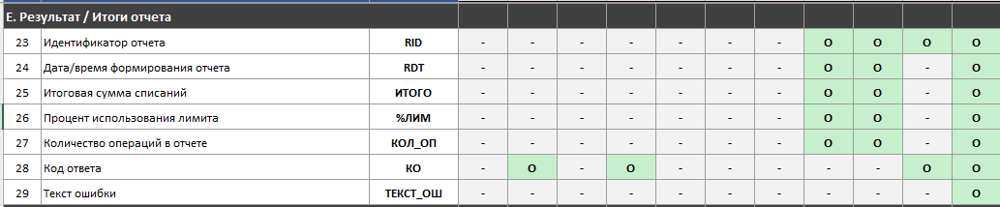 Е. Результат / Итоги отчета
23 Идентификатор отчета RID - - - - - - - О О О О
24 Дата/время формирования отчета RDT - - - - - - - О О - О
25 Итоговая сумма списаний ИТОГО - - - - - - - О О - О
26 Процент использования лимита %ЛИМ - - - - - - - О О - О
27 Количество операций в отчете КОЛ_ОП - - - - - - - О О - О
28 Код ответа КО - О - О - - - - - О О
29 Текст ошибки ТЕКСТ_ОШ - - - - - - - - - - О